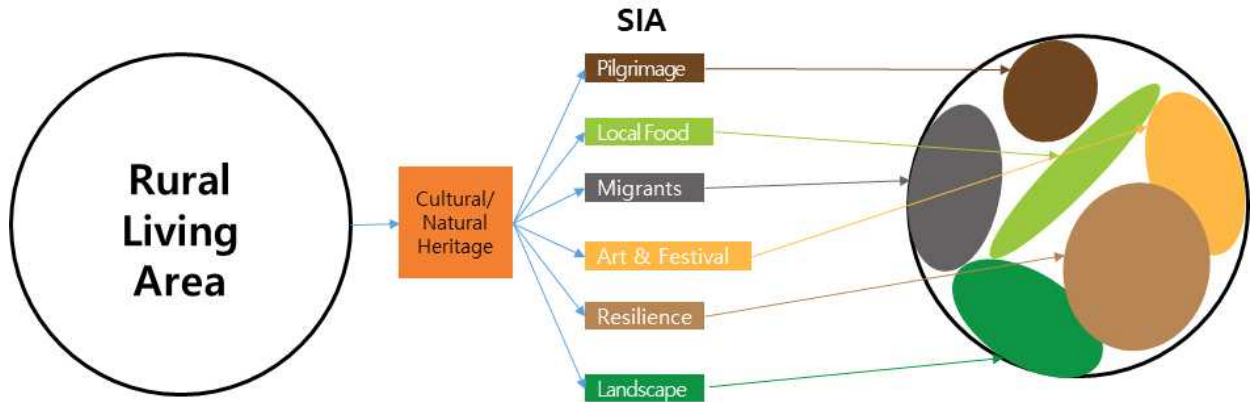 SIA
Rural
Living
Area
Cultural/
Natural
Heritage
Pilgrimage
Local Food
Migrants
Art & Festival
Resilience
Landscape